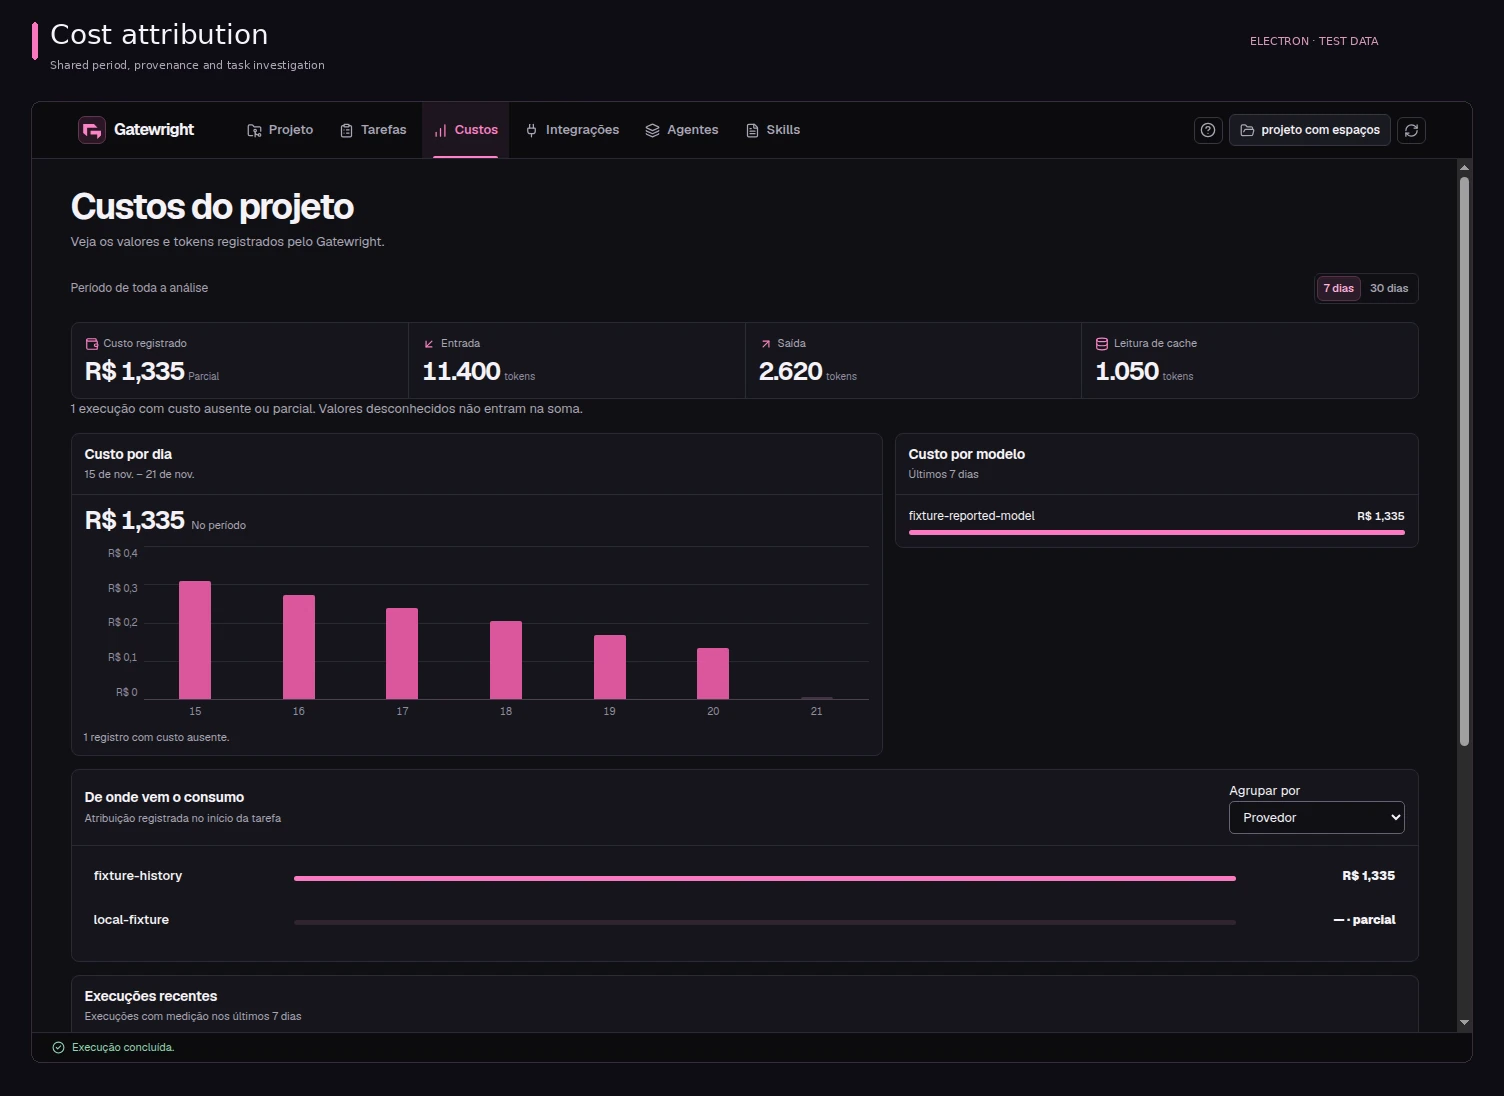 Cost attribution
ELECTRON · TEST DATA
Shared period, provenance and task investigation
Gatewright
Projeto
Tarefas
Custos
Integrações
Agentes
Skills
projeto com espaços
Custos do projeto
Veja os valores e tokens registrados pelo Gatewright.
Período de toda a análise
7 dias
30 dias
Custo registrado
R$ 1,335 Parcial
Entrada
11.400 tokens
Saída
2.620 tokens
Leitura de cache
1.050 tokens
1 execução com custo ausente ou parcial. Valores desconhecidos não entram na soma.
Custo por dia
15 de nov. – 21 de nov.
R$ 1,335 No período
R$ 0,4
R$ 0,3
R$ 0,2
R$ 0,1
R$ 0
15 16 17 18 19 20 21
1 registro com custo ausente.
Custo por modelo
Últimos 7 dias
fixture-reported-model R$ 1,335
De onde vem o consumo
Atribuição registrada no início da tarefa
Agrupar por
Provedor
fixture-history R$ 1,335
local-fixture — · parcial
Execuções recentes
Execuções com medição nos últimos 7 dias
Execução concluída.